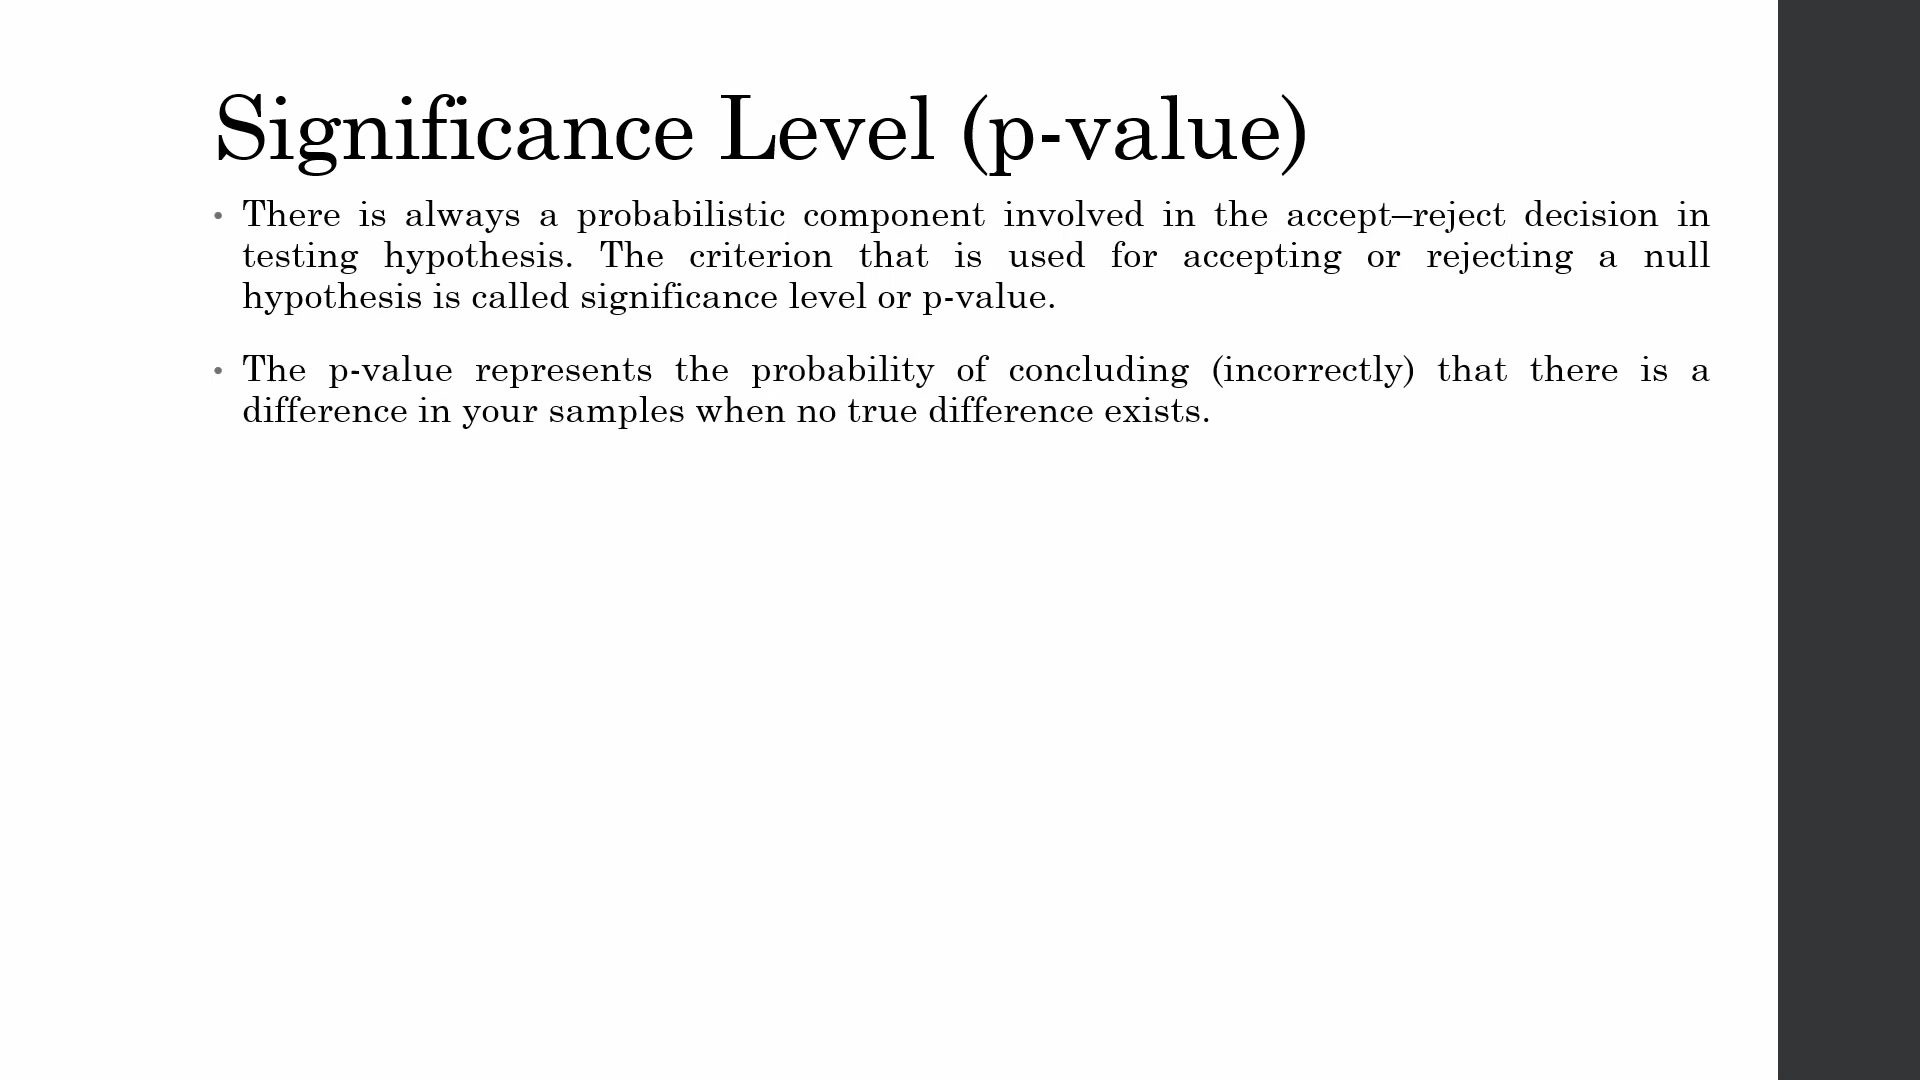 Significance Level (p-value)
• There is always a probabilistic component involved in the accept–reject decision in
testing hypothesis. The criterion that is used for accepting or rejecting a null
hypothesis is called significance level or p-value.
• The p-value represents the probability of concluding (incorrectly) that there is a
difference in your samples when no true difference exists.